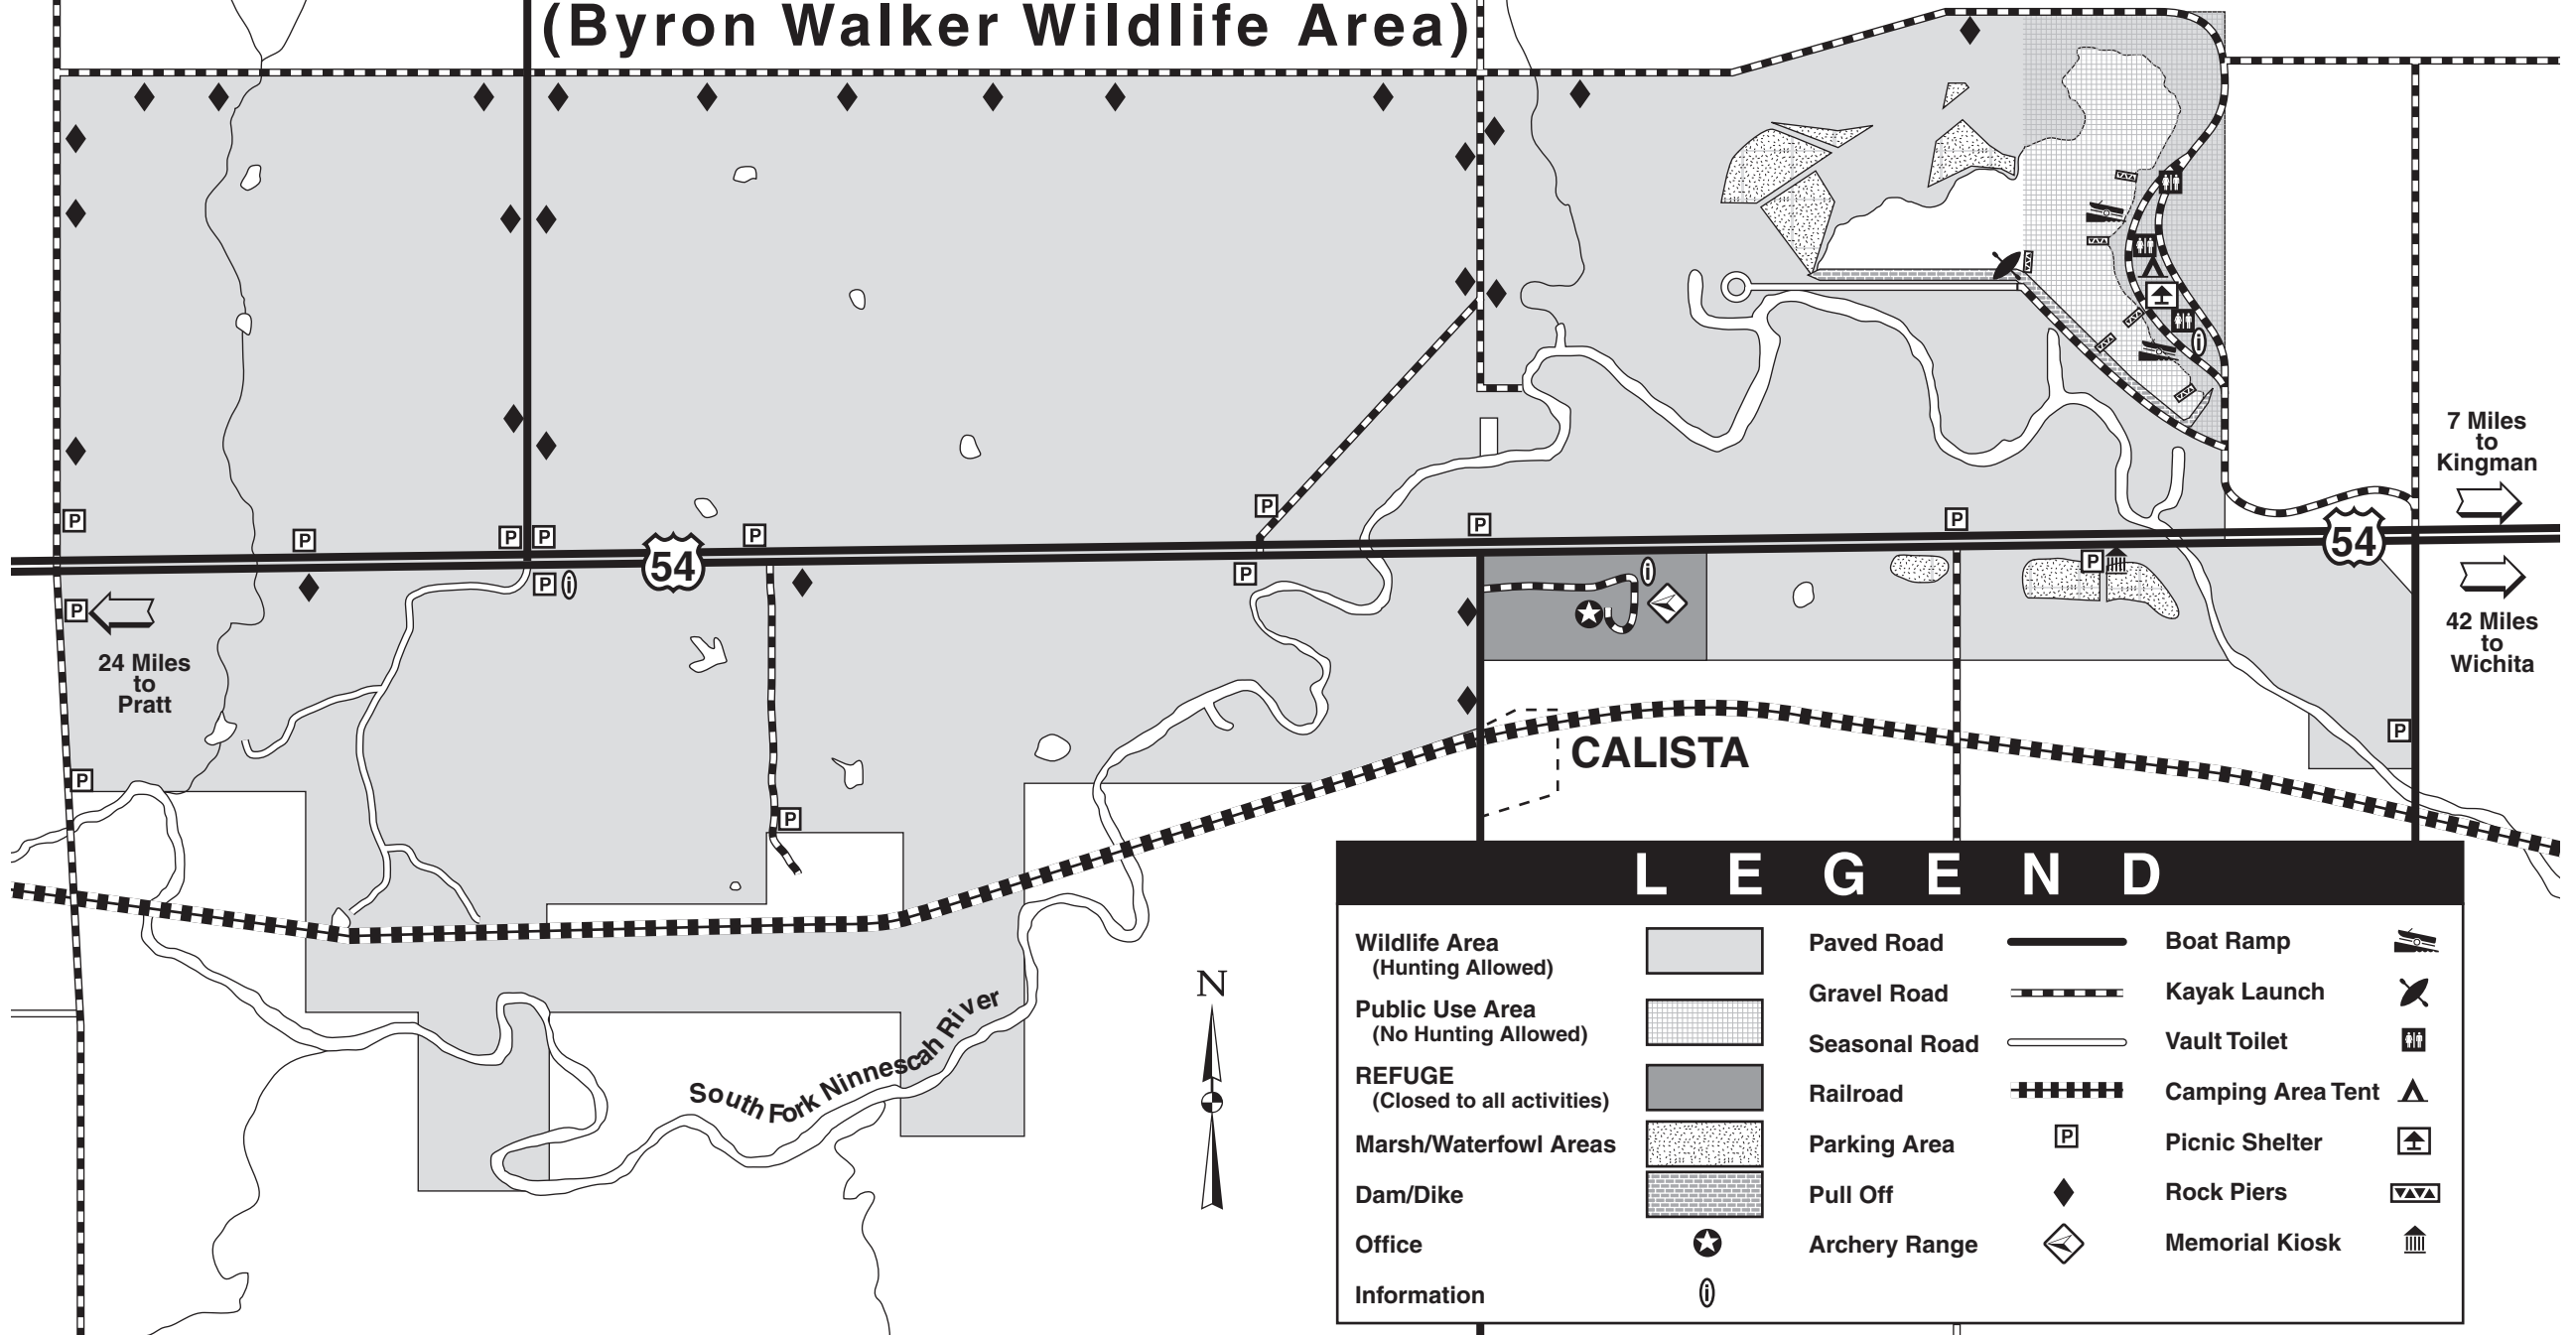 (Byron Walker Wildlife Area)
7 Miles
to
Kingman
P
P
P
P
P
P
P
P
54
54
P
P
P
P
i
i
i
24 Miles
to
Pratt
42 Miles
to
Wichita
P
P
P
P
CALISTA
South Fork Ninnescah River
N
LEGEND
Wildlife Area
(Hunting Allowed)
Public Use Area
(No Hunting Allowed)
REFUGE
(Closed to all activities)
Marsh/Waterfowl Areas
Dam/Dike
Office
Information
i
Paved Road
Gravel Road
Seasonal Road
Railroad
Parking Area
P
Pull Off
Archery Range
Boat Ramp
Kayak Launch
Vault Toilet
Camping Area Tent
Picnic Shelter
Rock Piers
Memorial Kiosk